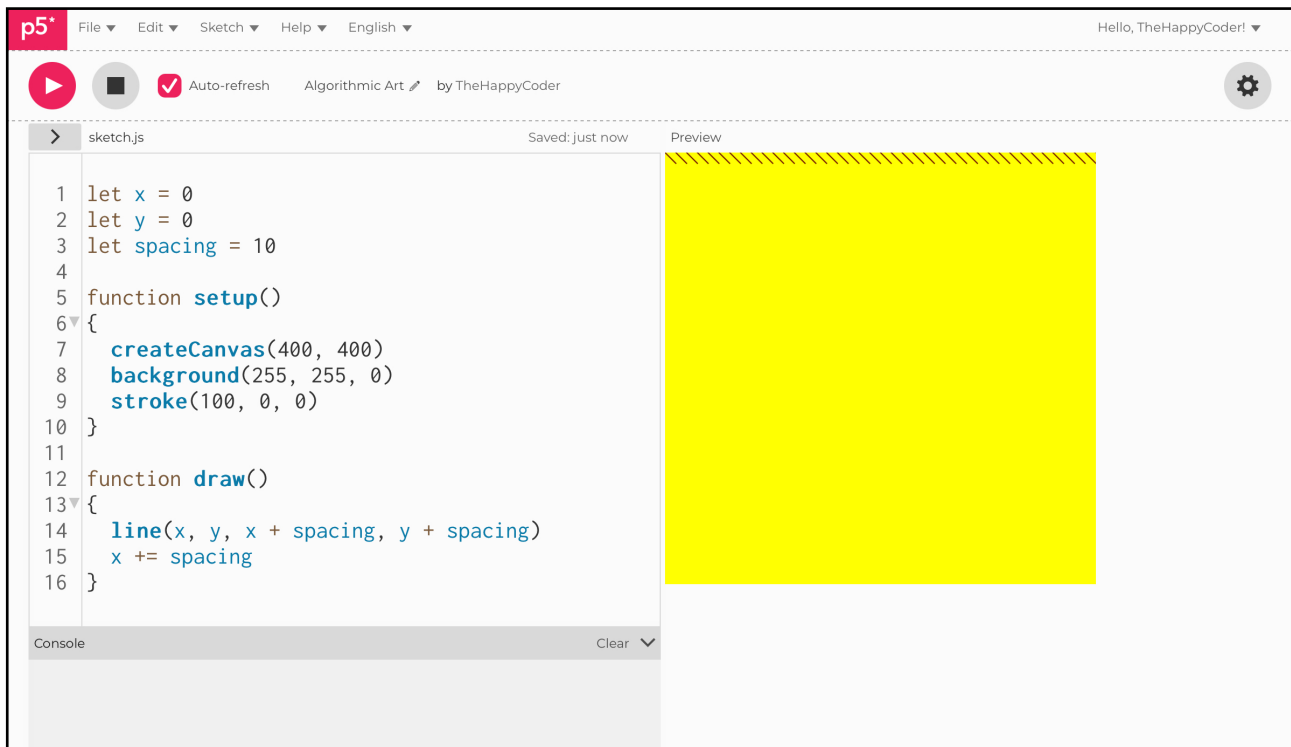 p5* File Edit Sketch Help English Hello, TheHappyCoder!
Auto-refresh Algorithmic Art by TheHappyCoder
> sketch.js Saved: just now Preview
1 let x = 0
2 let y = 0
3 let spacing = 10
4
5 function setup()
6 {
7   createCanvas(400, 400)
8   background(255, 255, 0)
9   stroke(100, 0, 0)
10 }
11
12 function draw()
13 {
14   line(x, y, x + spacing, y + spacing)
15   x += spacing
16 }
Console Clear